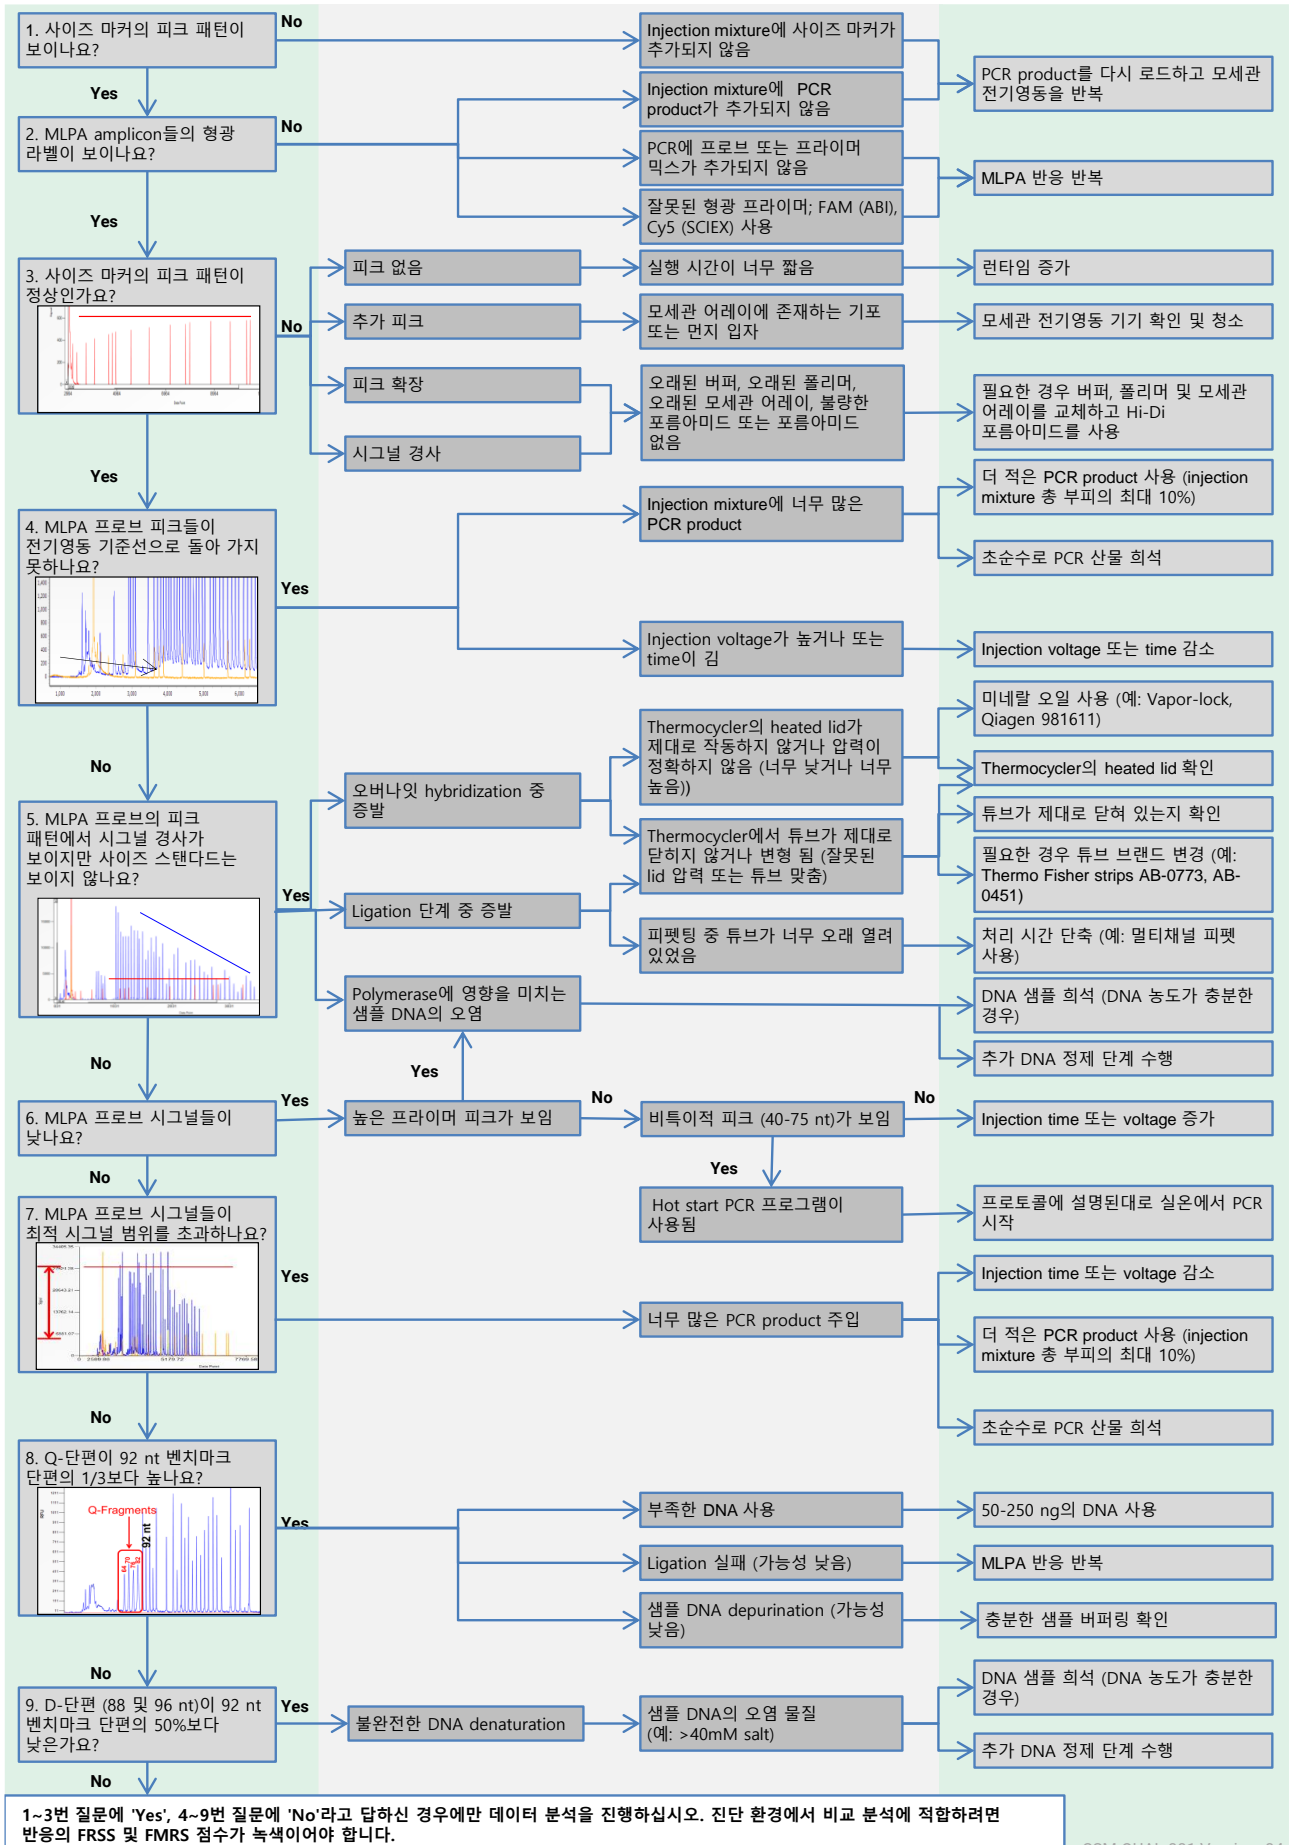 1. 사이즈 마커의 피크 패턴이
보이나요?
No
Injection mixture에 사이즈 마커가
추가되지 않음
PCR product를 다시 로드하고 모세관
전기영동을 반복
Yes
Injection mixture에 PCR
product가 추가되지 않음
2. MLPA amplicon들의 형광
라벨이 보이나요?
No
PCR에 프로브 또는 프라이머
믹스가 추가되지 않음
MLPA 반응 반복
잘못된 형광 프라이머; FAM (ABI),
Cy5 (SCIEX) 사용
Yes
3. 사이즈 마커의 피크 패턴이
정상인가요?
No
피크 없음
실행 시간이 너무 짧음
런타임 증가
추가 피크
모세관 어레이에 존재하는 기포
또는 먼지 입자
모세관 전기영동 기기 확인 및 청소
피크 확장
시그널 경사
오래된 버퍼, 오래된 폴리머,
오래된 모세관 어레이, 불량한
포름아미드 또는 포름아미드
없음
필요한 경우 버퍼, 폴리머 및 모세관
어레이를 교체하고 Hi-Di
포름아미드를 사용
Yes
4. MLPA 프로브 피크들이
전기영동 기준선으로 돌아 가지
못하나요?
1,400
1,200
1,000
800
600
400
200
0
1,000 2,000 3,000 4,000 5,000 6,000
Yes
Injection mixture에 너무 많은
PCR product
더 적은 PCR product 사용 (injection
mixture 총 부피의 최대 10%)
초순수로 PCR 산물 희석
Injection voltage가 높거나 또는
time이 김
Injection voltage 또는 time 감소
No
5. MLPA 프로브의 피크
패턴에서 시그널 경사가
보이지만 사이즈 스탠다드는
보이지 않나요?
Yes
오버나잇 hybridization 중
증발
Thermocycler의 heated lid가
제대로 작동하지 않거나 압력이
정확하지 않음 (너무 낮거나 너무
높음))
미네랄 오일 사용 (예: Vapor-lock,
Qiagen 981611)
Thermocycler의 heated lid 확인
Thermocycler에서 튜브가 제대로
닫히지 않거나 변형 됨 (잘못된
lid 압력 또는 튜브 맞춤)
튜브가 제대로 닫혀 있는지 확인
필요한 경우 튜브 브랜드 변경 (예:
Thermo Fisher strips AB-0773, AB-
0451)
Ligation 단계 중 증발
피펫팅 중 튜브가 너무 오래 열려
있었음
처리 시간 단축 (예: 멀티채널 피펫
사용)
Polymerase에 영향을 미치는
샘플 DNA의 오염
DNA 샘플 희석 (DNA 농도가 충분한
경우)
추가 DNA 정제 단계 수행
No
Yes
6. MLPA 프로브 시그널들이
낮나요?
Yes
높은 프라이머 피크가 보임
No
비특이적 피크 (40-75 nt)가 보임
No
Injection time 또는 voltage 증가
Yes
Hot start PCR 프로그램이
사용됨
프로토콜에 설명된대로 실온에서 PCR
시작
No
7. MLPA 프로브 시그널들이
최적 시그널 범위를 초과하나요?
Yes
너무 많은 PCR product 주입
Injection time 또는 voltage 감소
더 적은 PCR product 사용 (injection
mixture 총 부피의 최대 10%)
초순수로 PCR 산물 희석
No
8. Q-단편이 92 nt 벤치마크
단편의 1/3보다 높나요?
Q-Fragments
92 nt
64 70 76 82
Yes
부족한 DNA 사용
50-250 ng의 DNA 사용
Ligation 실패 (가능성 낮음)
MLPA 반응 반복
샘플 DNA depurination (가능성
낮음)
충분한 샘플 버퍼링 확인
No
9. D-단편 (88 및 96 nt)이 92 nt
벤치마크 단편의 50%보다
낮은가요?
Yes
불완전한 DNA denaturation
샘플 DNA의 오염 물질
(예: >40mM salt)
DNA 샘플 희석 (DNA 농도가 충분한
경우)
추가 DNA 정제 단계 수행
No
1~3번 질문에 'Yes', 4~9번 질문에 'No'라고 답하신 경우에만 데이터 분석을 진행하십시오. 진단 환경에서 비교 분석에 적합하려면
반응의 FRSS 및 FMRS 점수가 녹색이어야 합니다.